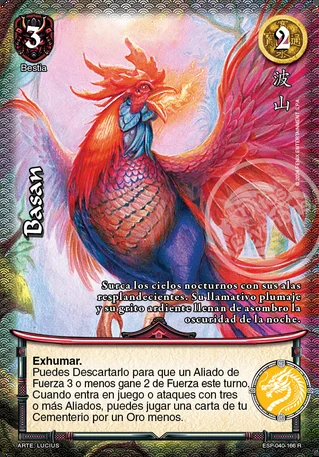 3
2
Bestia
波山
Basan
Surca los cielos nocturnos con sus alas
resplandecientes. Su llamativo plumaje
y su grito ardiente llenan de asombro la
oscuridad de la noche.
Exhumar.
Puedes Descartarlo para que un Aliado de
Fuerza 3 o menos gane 2 de Fuerza este turno.
Cuando entra en juego o ataques con tres
o más Aliados, puedes jugar una carta de tu
Cementerio por un Oro menos.
ARTE: LUCIUS
ESP-040-166 R